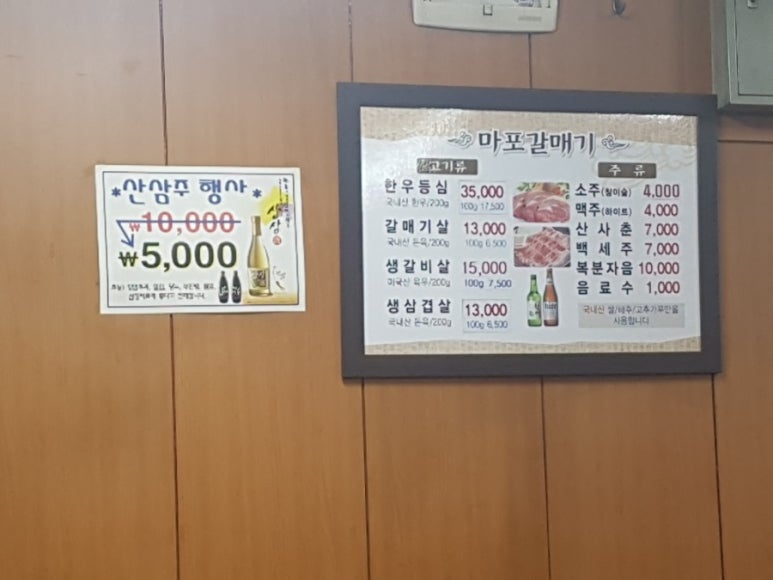 *산삼주 행사*
₩10,000
₩5,000
마포갈매기
고기류
한우등심 35,000
국내산 한우/200g 100g 17,500
갈매기살 13,000
국내산 돈육/200g 100g 6,500
생갈비살 15,000
미국산 육우/200g 100g 7,500
생삼겹살 13,000
국내산 돈육/200g 100g 6,500
주류
소주(참이슬) 4,000
맥주(하이트) 4,000
산사춘 7,000
백세주 7,000
복분자음 10,000
음료수 1,000
국내산 쌀/배추/고추가루만을
사용합니다